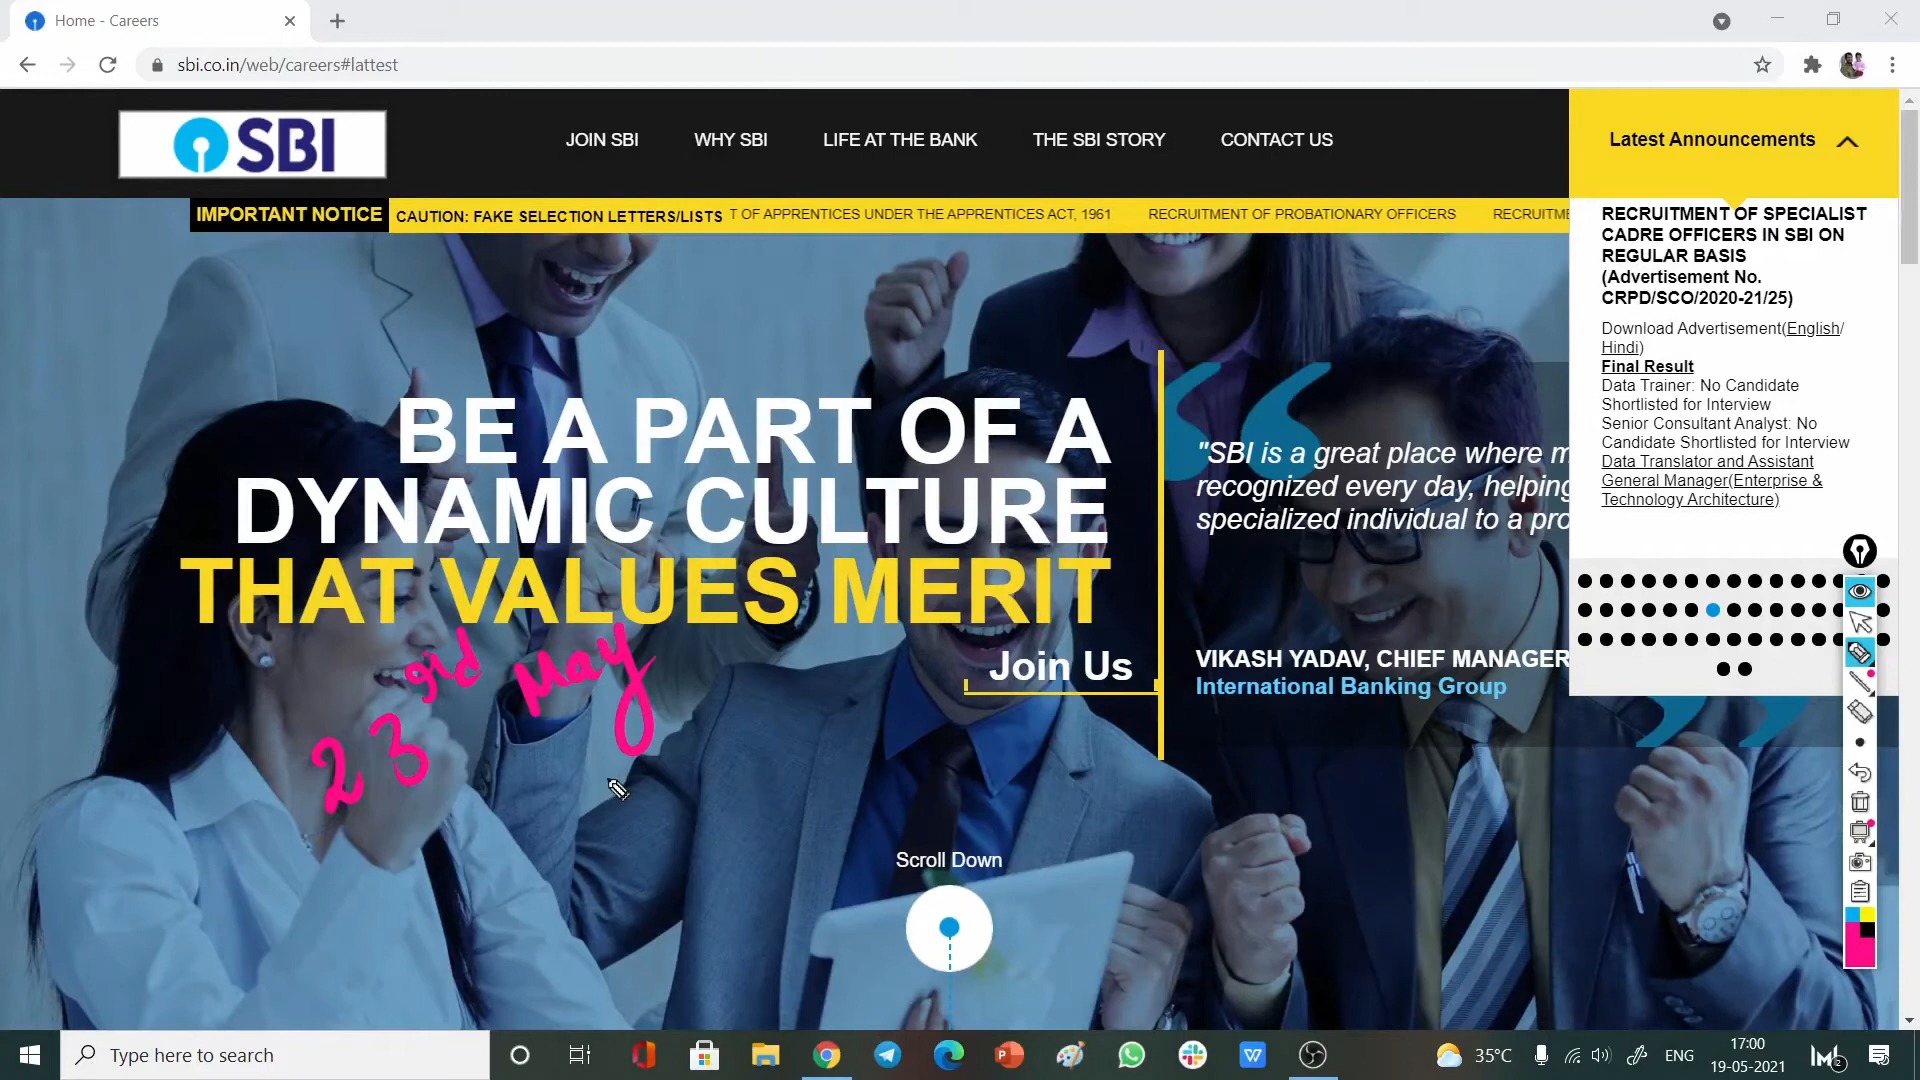 Home - Careers
sbi.co.in/web/careers#lattest
SBI
JOIN SBI
WHY SBI
LIFE AT THE BANK
THE SBI STORY
CONTACT US
Latest Announcements
IMPORTANT NOTICE
CAUTION: FAKE SELECTION LETTERS/LISTS
T OF APPRENTICES UNDER THE APPRENTICES ACT, 1961
RECRUITMENT OF PROBATIONARY OFFICERS
RECRUITME
RECRUITMENT OF SPECIALIST
CADRE OFFICERS IN SBI ON
REGULAR BASIS
(Advertisement No.
CRPD/SCO/2020-21/25)
Download Advertisement(English/
Hindi)
Final Result
Data Trainer: No Candidate
Shortlisted for Interview
Senior Consultant Analyst: No
Candidate Shortlisted for Interview
Data Translator and Assistant
General Manager(Enterprise &
Technology Architecture)
BE A PART OF A
DYNAMIC CULTURE
THAT VALUES MERIT
Join Us
"SBI is a great place where m
recognized every day, helping
specialized individual to a pro
VIKASH YADAV, CHIEF MANAGER
International Banking Group
23rd May
Scroll Down
Type here to search
35°C
ENG
17:00
19-05-2021
2